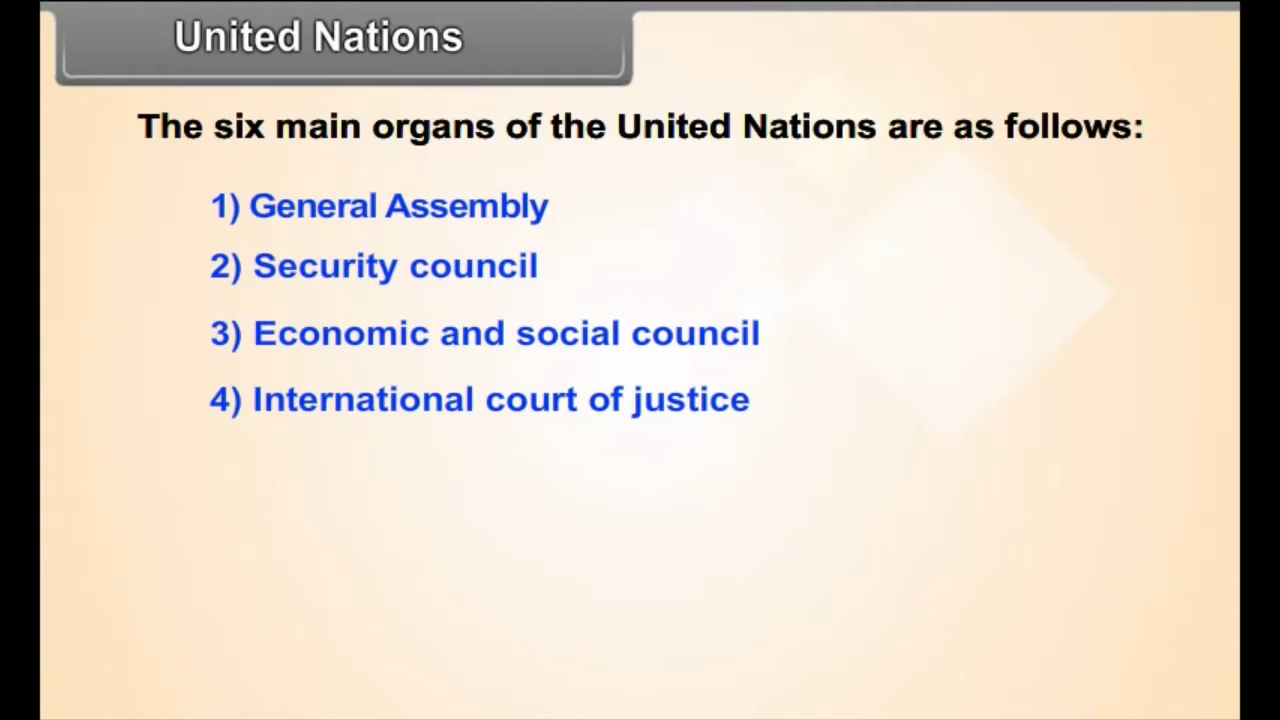 United Nations
The six main organs of the United Nations are as follows:
1) General Assembly
2) Security council
3) Economic and social council
4) International court of justice